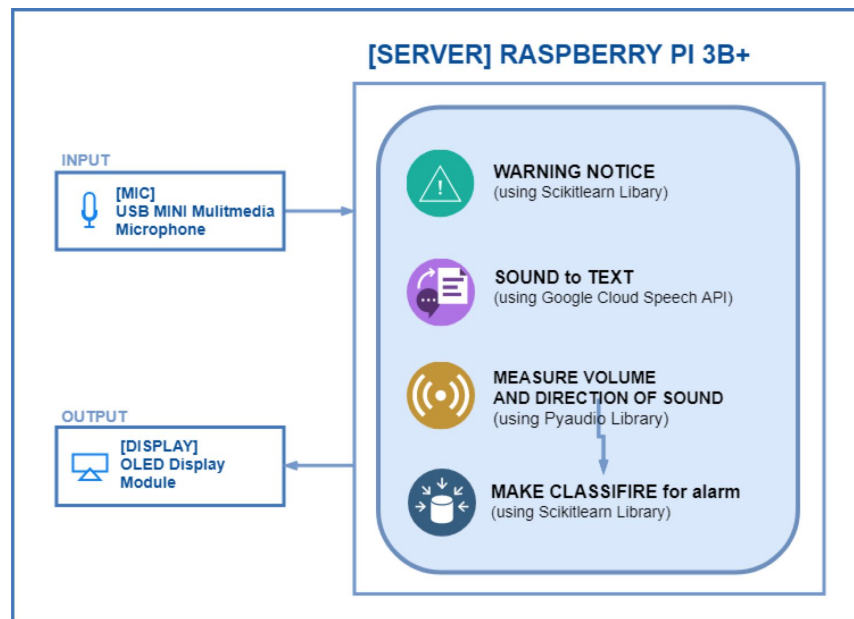 [SERVER] RASPBERRY PI 3B+
INPUT
[MIC]
USB MINI Mulitmedia
Microphone
OUTPUT
[DISPLAY]
OLED Display
Module
WARNING NOTICE
(using Scikitlearn Libary)
SOUND to TEXT
(using Google Cloud Speech API)
MEASURE VOLUME
AND DIRECTION OF SOUND
(using Pyaudio Library)
MAKE CLASSIFIRE for alarm
(using Scikitlearn Library)